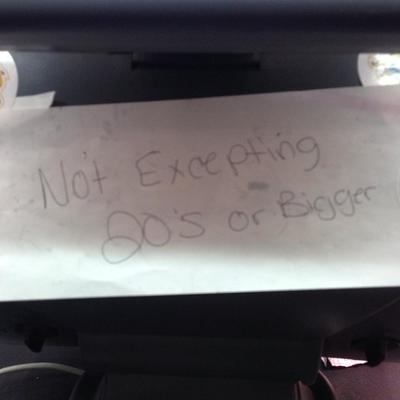 Not Excepting
20's or Bigger